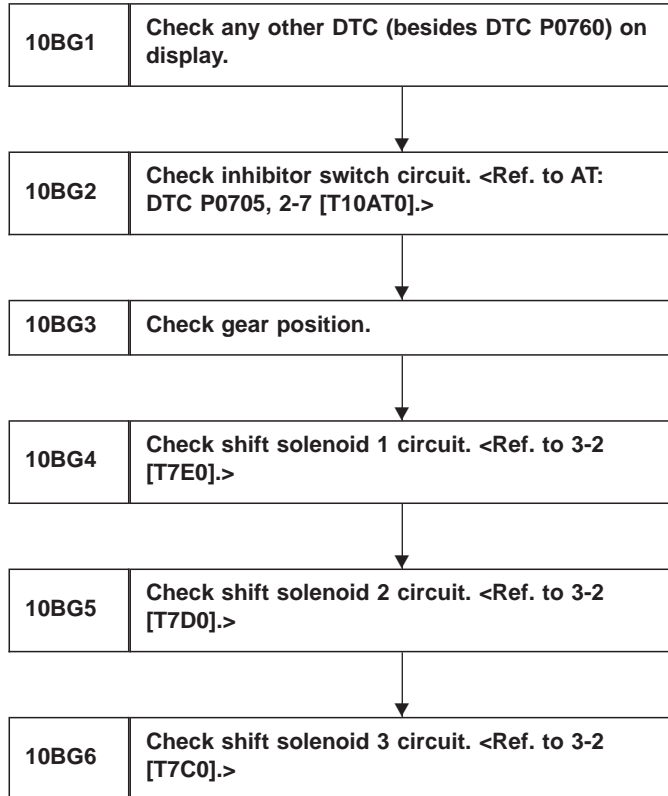 10BG1
Check any other DTC (besides DTC P0760) on
display.
10BG2
Check inhibitor switch circuit. <Ref. to AT:
DTC P0705, 2-7 [T10AT0].>
10BG3
Check gear position.
10BG4
Check shift solenoid 1 circuit. <Ref. to 3-2
[T7E0].>
10BG5
Check shift solenoid 2 circuit. <Ref. to 3-2
[T7D0].>
10BG6
Check shift solenoid 3 circuit. <Ref. to 3-2
[T7C0].>